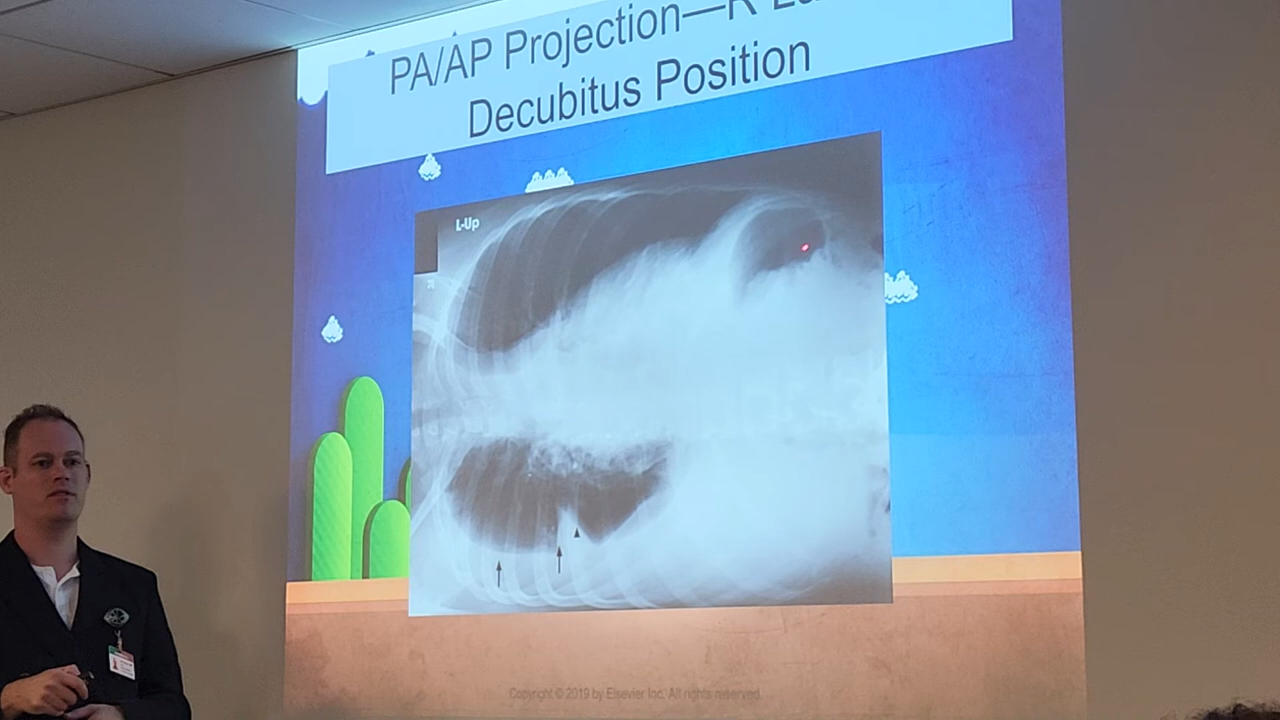 PA/AP Projection—R
Decubitus Position
L-Up
Copyright © 2019 by Elsevier Inc. All rights reserved.